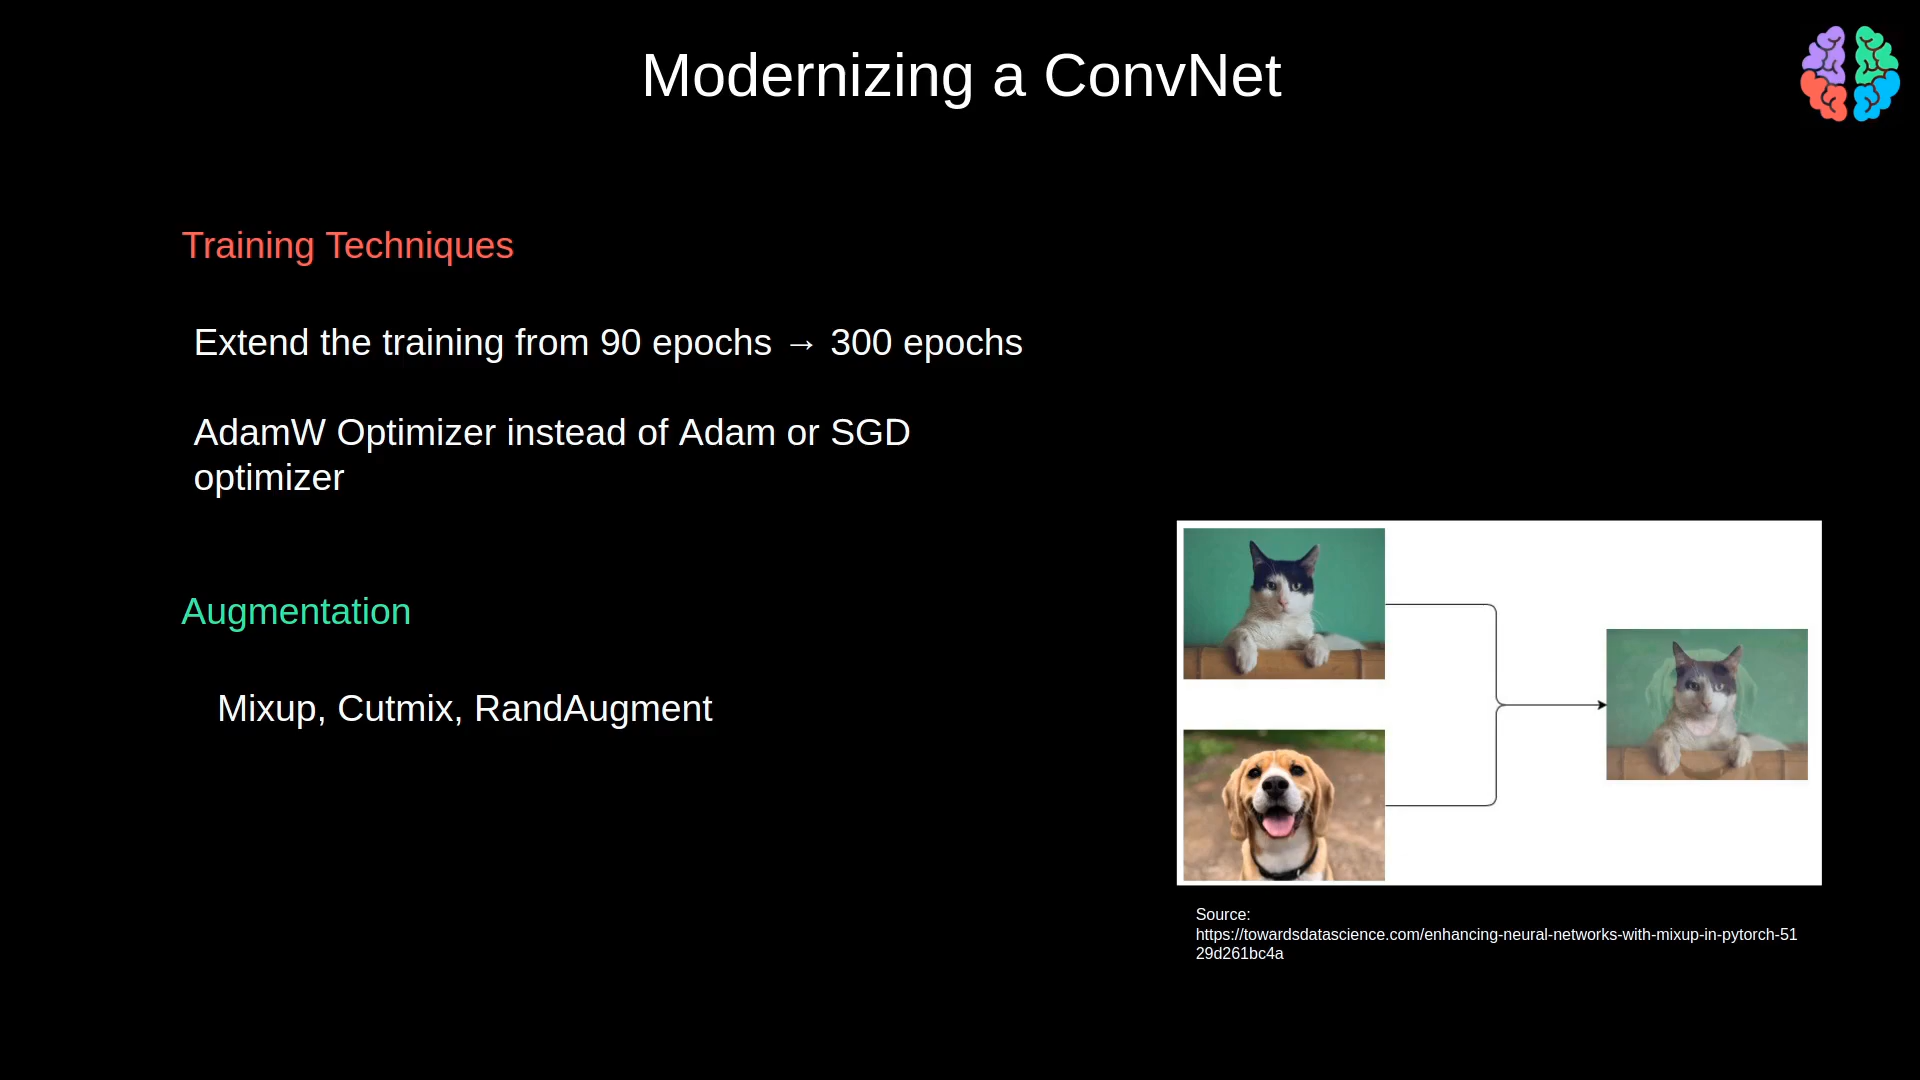 Modernizing a ConvNet
Training Techniques
Extend the training from 90 epochs → 300 epochs
AdamW Optimizer instead of Adam or SGD
optimizer
Augmentation
Mixup, Cutmix, RandAugment
Source:
https://towardsdatascience.com/enhancing-neural-networks-with-mixup-in-pytorch-51
29d261bc4a